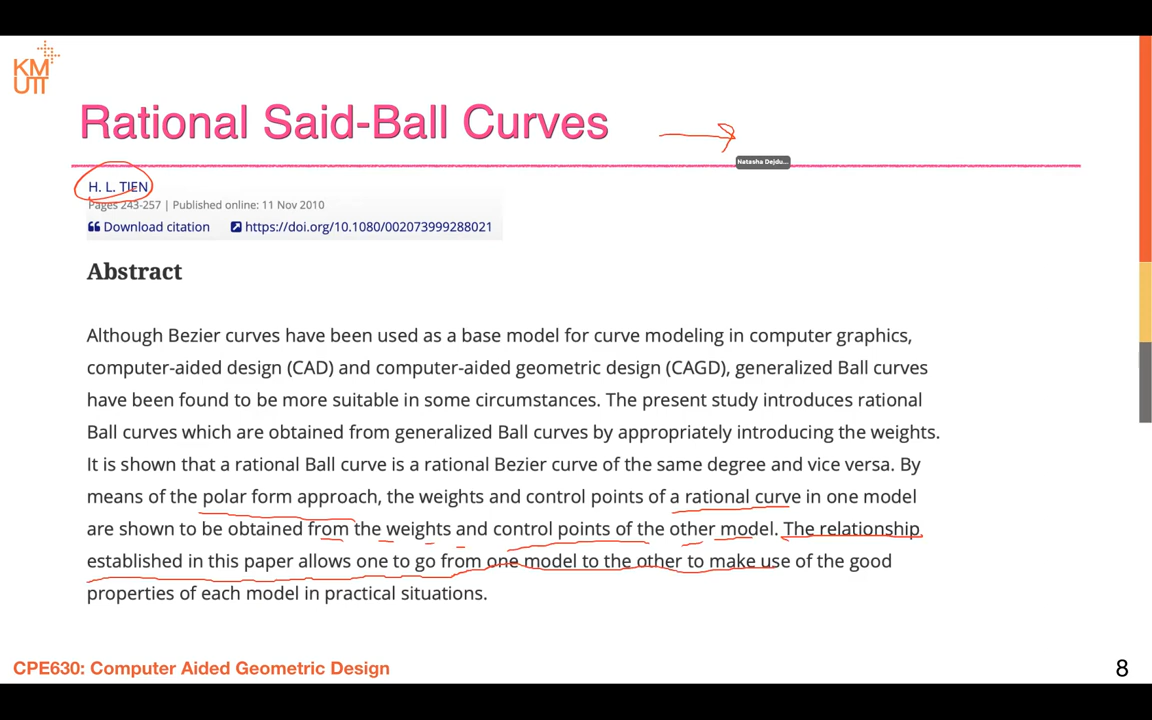 KM
UTT
Rational Said-Ball Curves
Natasha Dejdu...
H. L. TIEN
Pages 243-257 | Published online: 11 Nov 2010
Download citation https://doi.org/10.1080/002073999288021
Abstract
Although Bezier curves have been used as a base model for curve modeling in computer graphics,
computer-aided design (CAD) and computer-aided geometric design (CAGD), generalized Ball curves
have been found to be more suitable in some circumstances. The present study introduces rational
Ball curves which are obtained from generalized Ball curves by appropriately introducing the weights.
It is shown that a rational Ball curve is a rational Bezier curve of the same degree and vice versa. By
means of the polar form approach, the weights and control points of a rational curve in one model
are shown to be obtained from the weights and control points of the other model. The relationship
established in this paper allows one to go from one model to the other to make use of the good
properties of each model in practical situations.
CPE630: Computer Aided Geometric Design
8